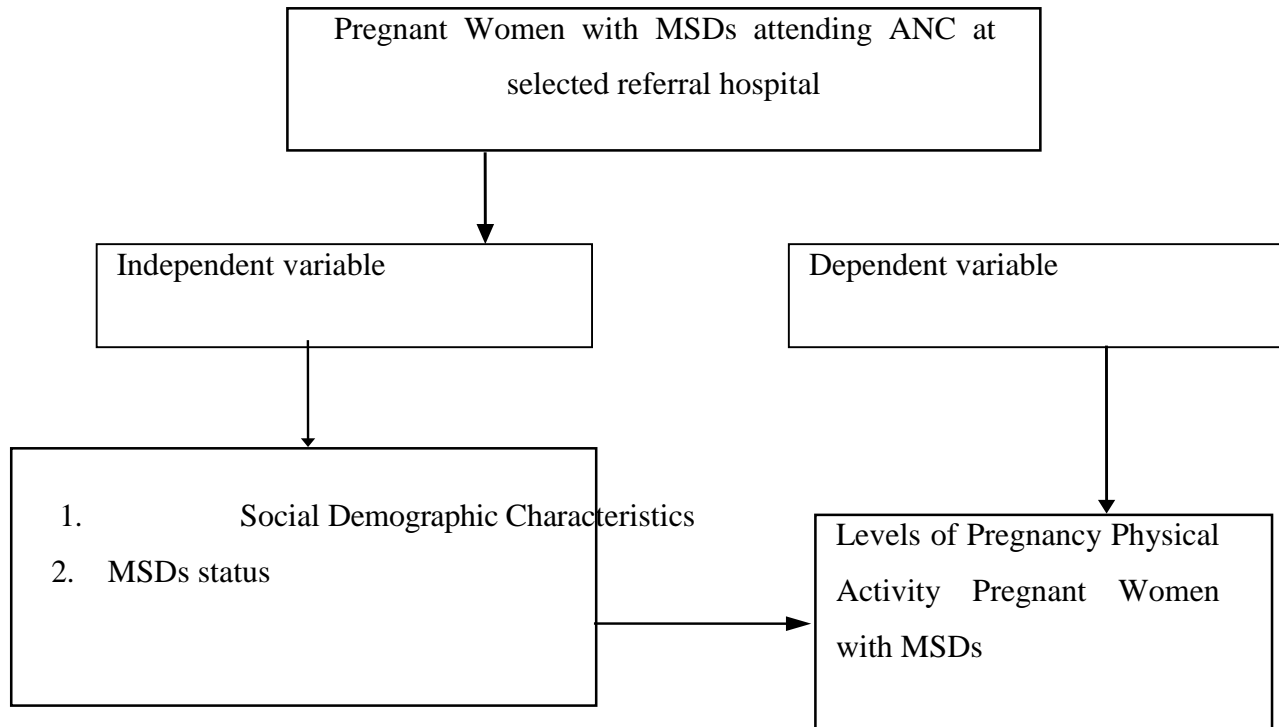 Pregnant Women with MSDs attending ANC at
selected referral hospital
Independent variable
Dependent variable
1. Social Demographic Characteristics
2. MSDs status
Levels of Pregnancy Physical
Activity Pregnant Women
with MSDs